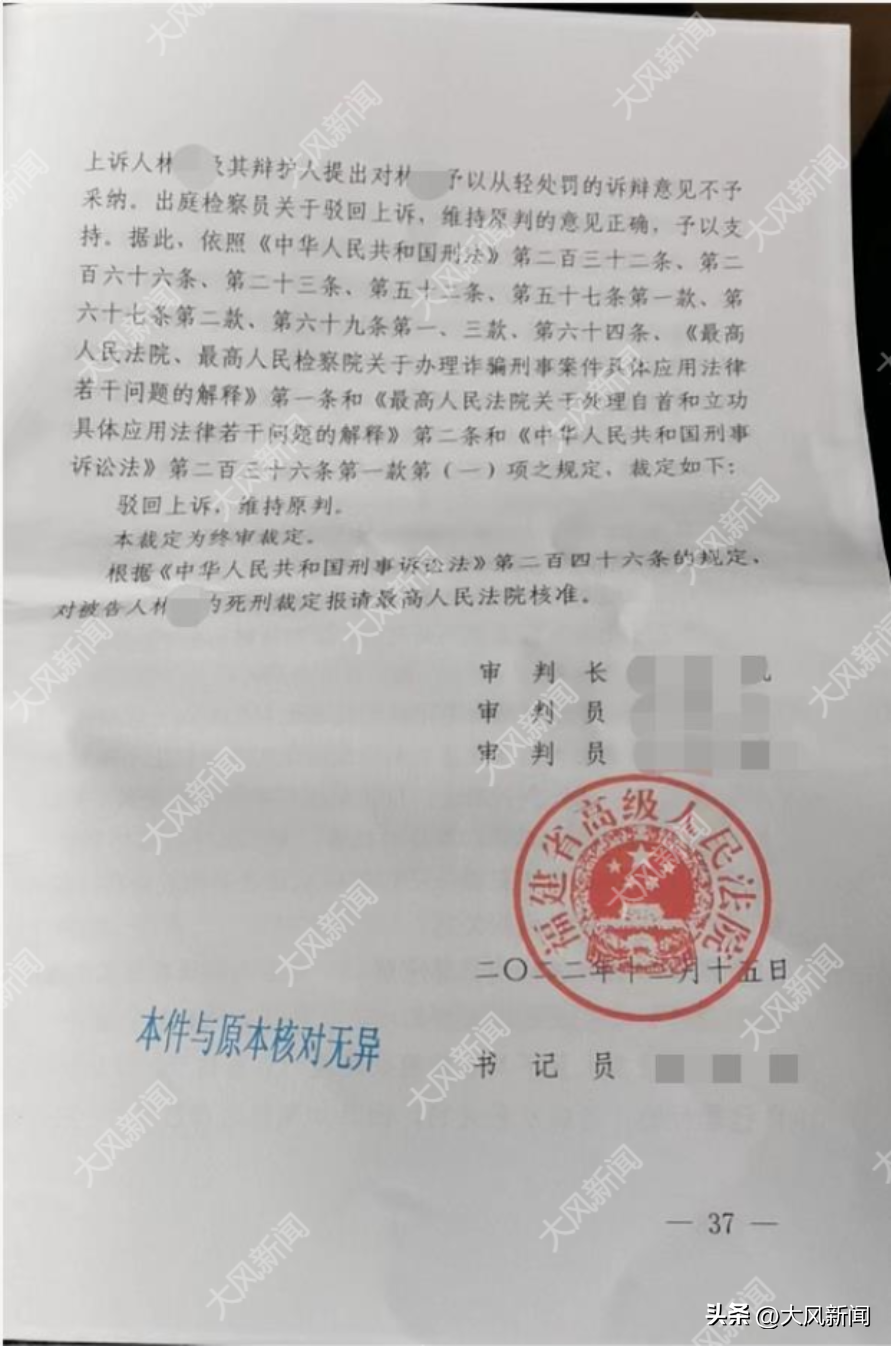 上诉人林 及其辩护人提出对林 予以从轻处罚的诉辩意见不予
采纳。出庭检察员关于驳回上诉，维持原判的意见正确，予以支
持。据此，依照《中华人民共和国刑法》第二百三十二条、第二
百六十六条、第二十三条、第五十二条、第五十七条第一款、第
六十七条第二款、第六十九条第一、三款、第六十四条、《最高
人民法院、最高人民检察院关于办理诈骗刑事案件具体应用法律
若干问题的解释》第一条和《最高人民法院关于处理自首和立功
具体应用法律若干问题的解释》第二条和《中华人民共和国刑事
诉讼法》第二百三十六条第一款第（一）项之规定，裁定如下：
驳回上诉，维持原判。
本裁定为终审裁定。
根据《中华人民共和国刑事诉讼法》第二百四十六条的规定，
对被告人林 的死刑裁定报请最高人民法院核准。
审 判 长
审 判 员
审 判 员
福建省高级人民法院
二〇二二年十二月十五日
本件与原本核对无异
书 记 员
— 37 —
头条 @大风新闻
大风新闻